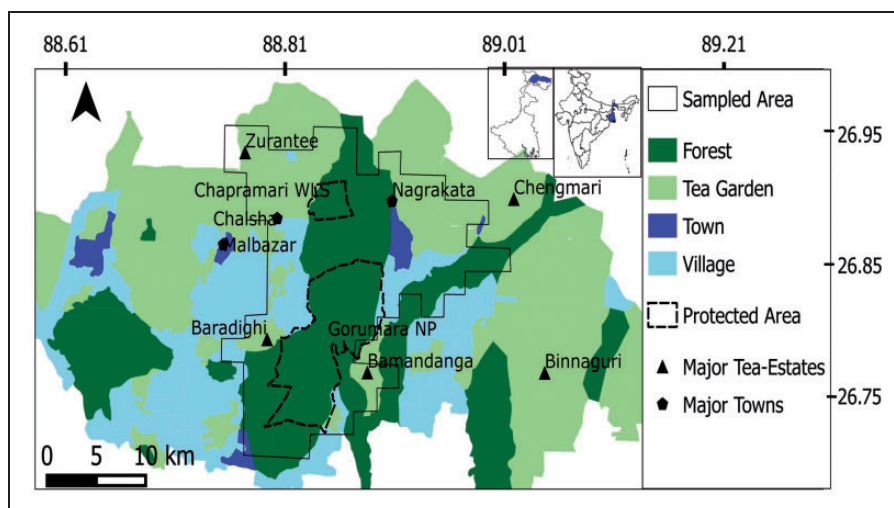 88.61 88.81 89.01 89.21
Zurantee
Chapramari WLS
Nagrakata
Chengmari
Chalsha
Malbazar
Baradighi
Gorumara NP
Bamandanga
Binnaguri
0 5 10 km
Sampled Area
Forest
Tea Garden
Town
Village
Protected Area
Major Tea-Estates
Major Towns
26.95
26.85
26.75